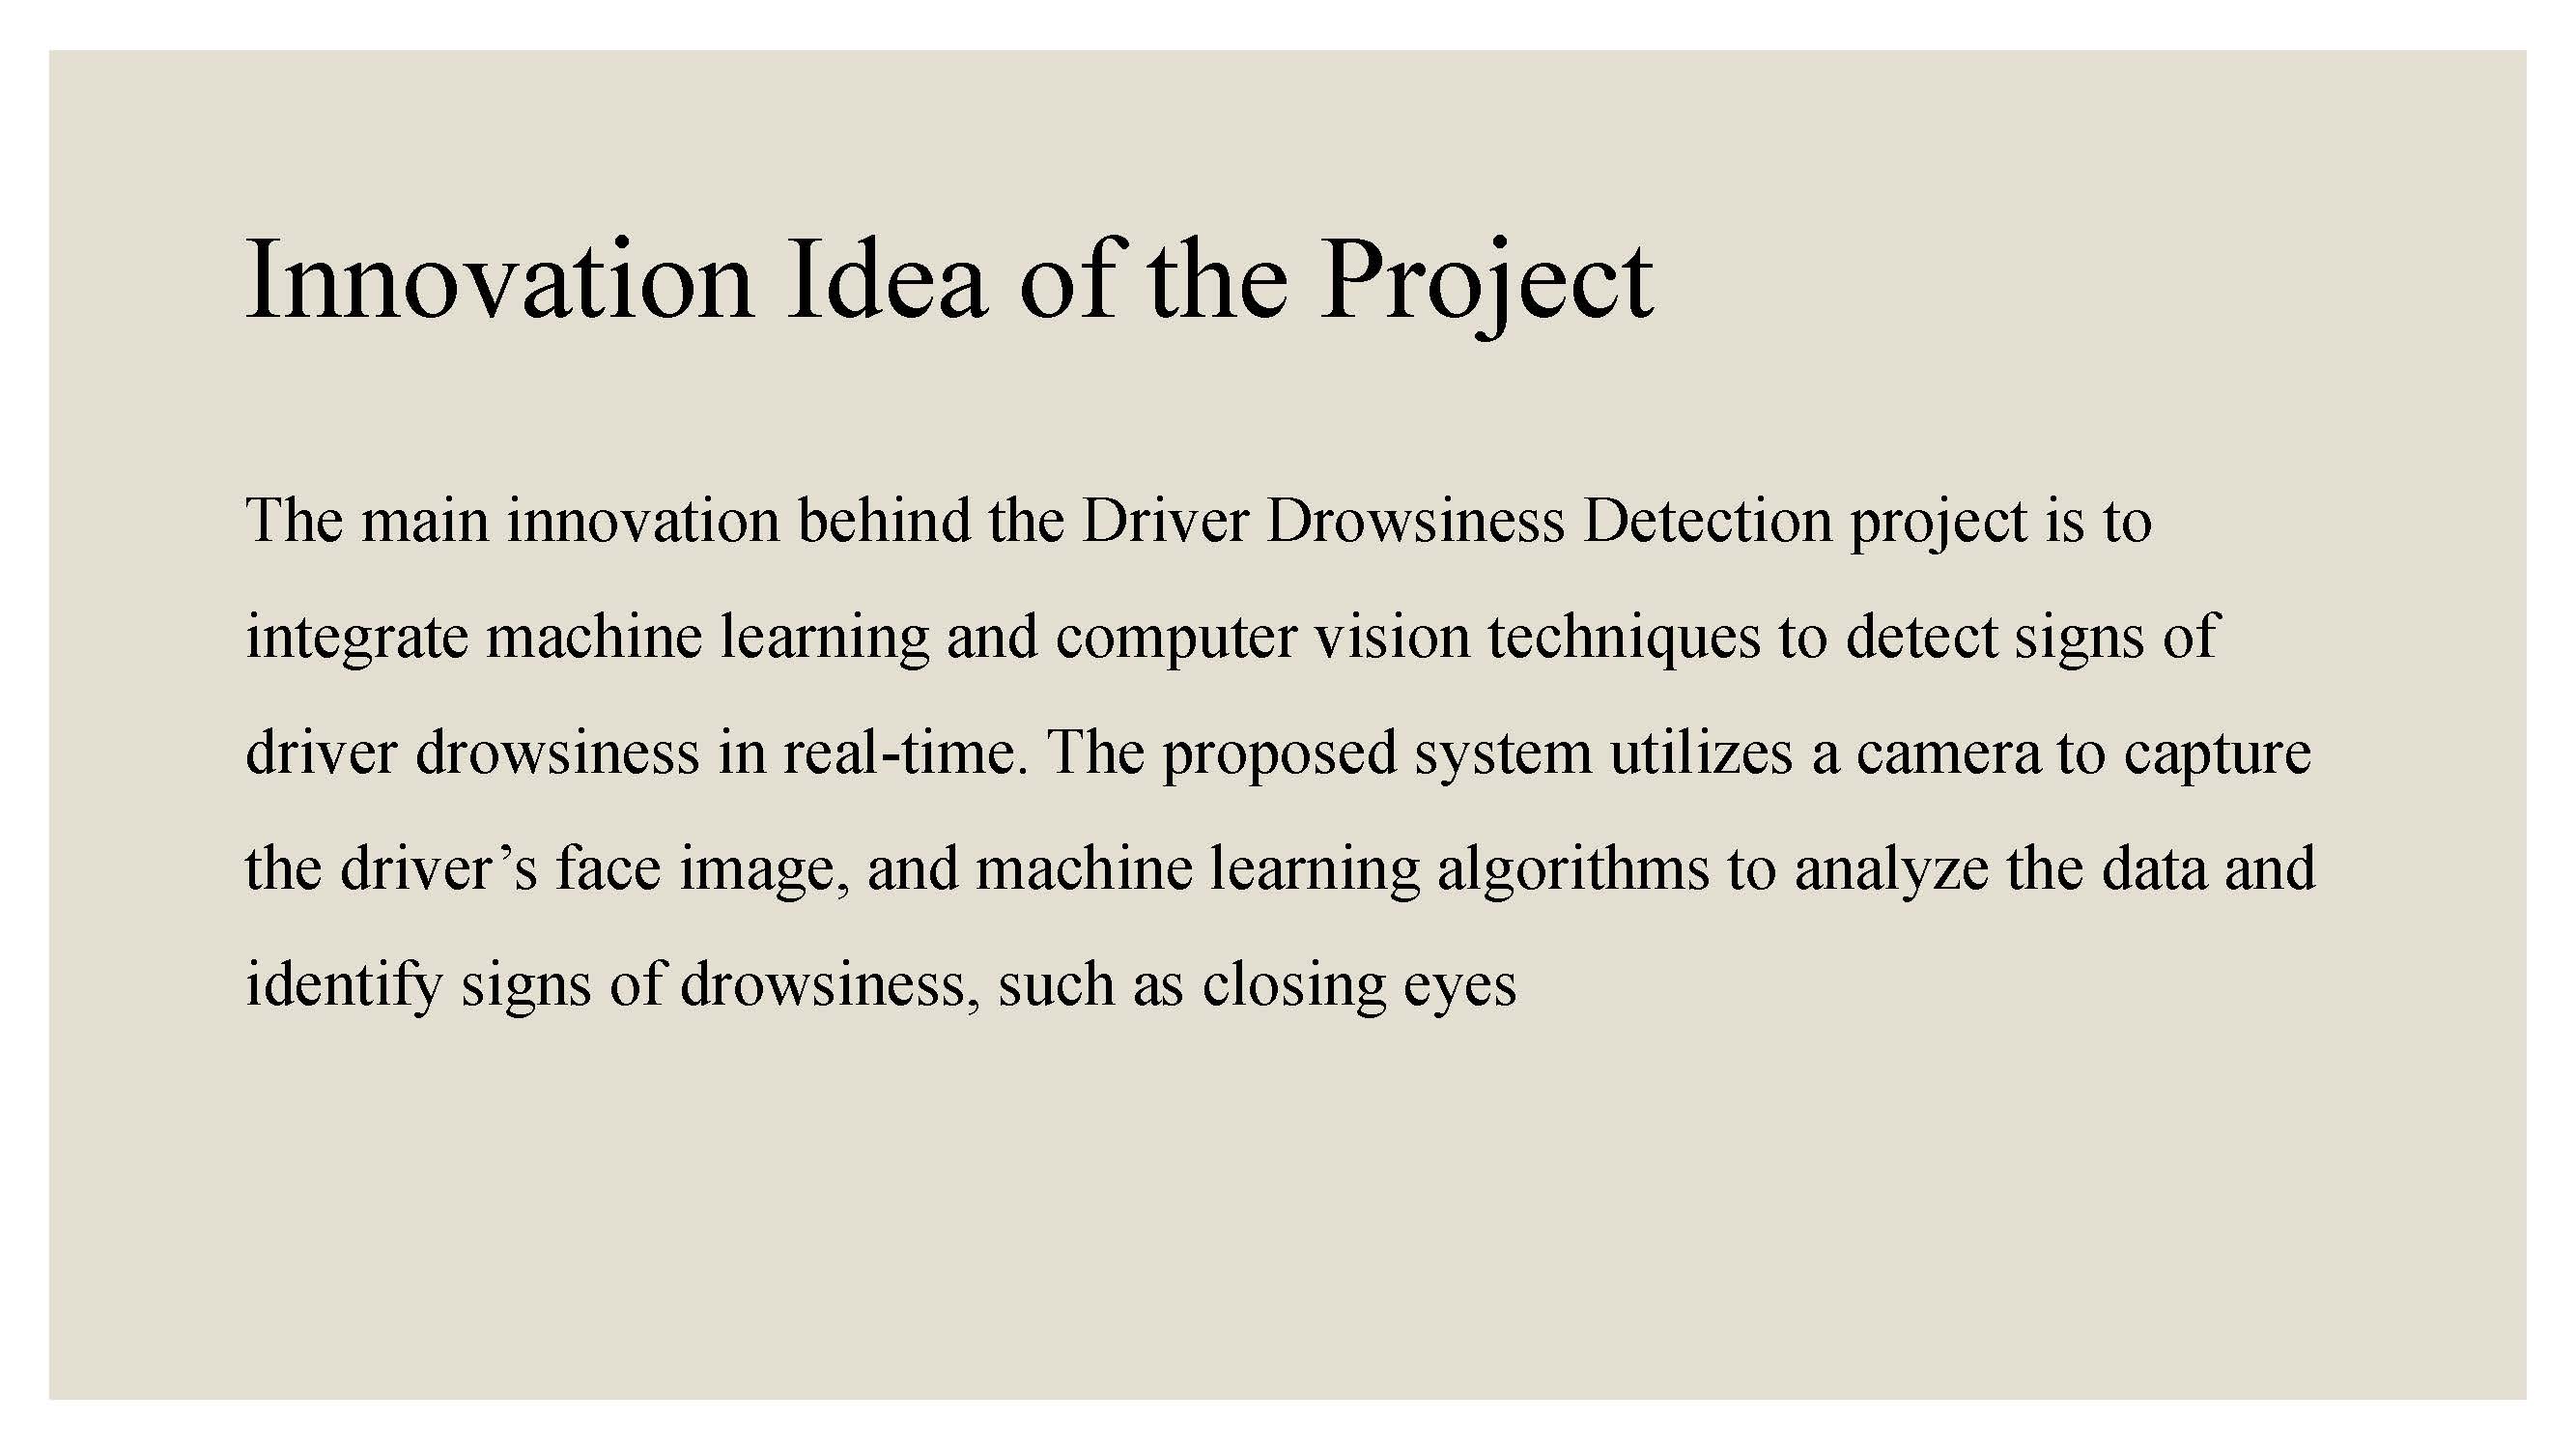 Innovation Idea of the Project
The main innovation behind the Driver Drowsiness Detection project is to
integrate machine learning and computer vision techniques to detect signs of
driver drowsiness in real-time. The proposed system utilizes a camera to capture
the driver’s face image, and machine learning algorithms to analyze the data and
identify signs of drowsiness, such as closing eyes